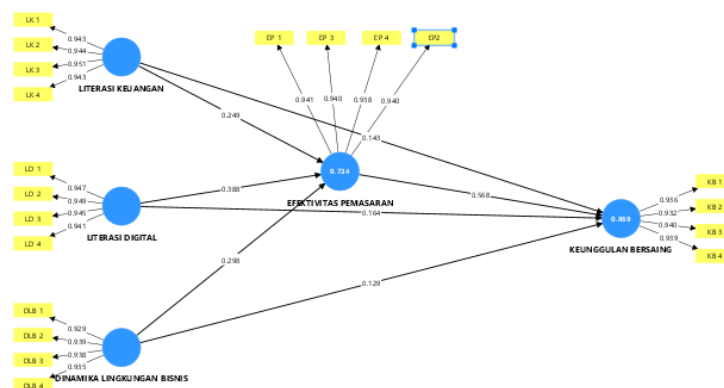 LK 1
LK 2
LK 3
LK 4
0.943
0.944
0.951
0.943
LITERASI KEUANGAN
EP 1
EP 3
EP 4
EP2
0.941
0.940
0.938
0.940
0.249
0.143
LD 1
LD 2
LD 3
LD 4
0.947
0.949
0.945
0.941
LITERASI DIGITAL
0.388
0.734
EFEKTIVITAS PEMASARAN
0.568
0.164
0.869
KEUNGGULAN BERSAING
0.936
0.932
0.940
0.939
KB 1
KB 2
KB 3
KB 4
0.298
0.129
DLB 1
DLB 2
DLB 3
DLB 4
0.929
0.939
0.938
0.935
DINAMIKA LINGKUNGAN BISNIS